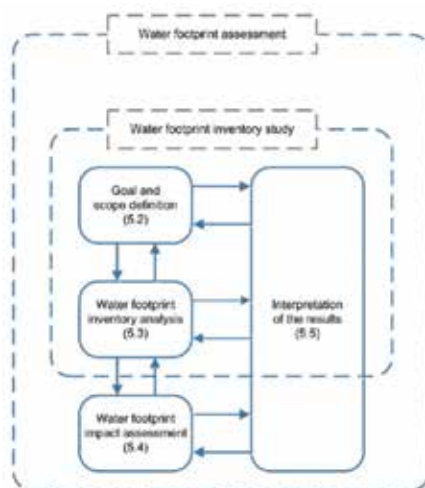 Water footprint assessment
Water footprint inventory study
Goal and
scope definition
(5.2)
Water footprint
inventory analysis
(5.3)
Interpretation
of the results
(5.5)
Water footprint
impact assessment
(5.4)